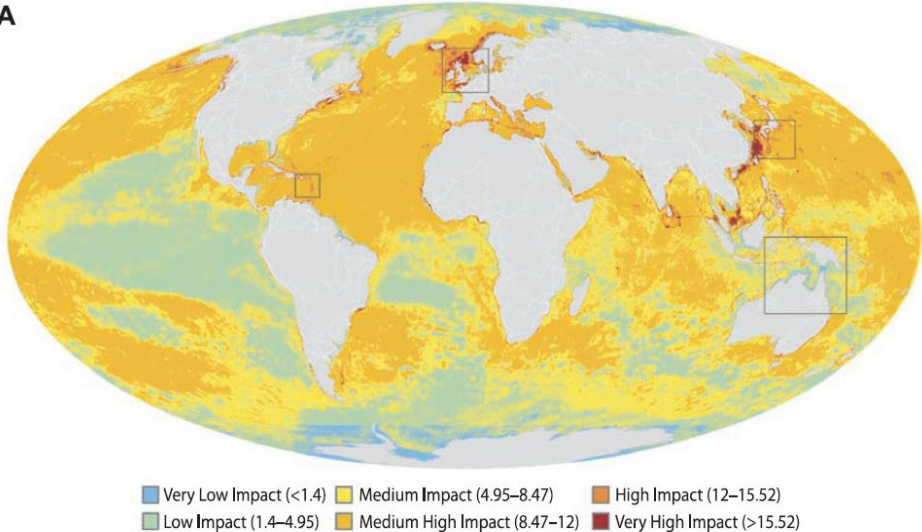 A
Very Low Impact (<1.4) Medium Impact (4.95–8.47) High Impact (12–15.52)
Low Impact (1.4–4.95) Medium High Impact (8.47–12) Very High Impact (>15.52)